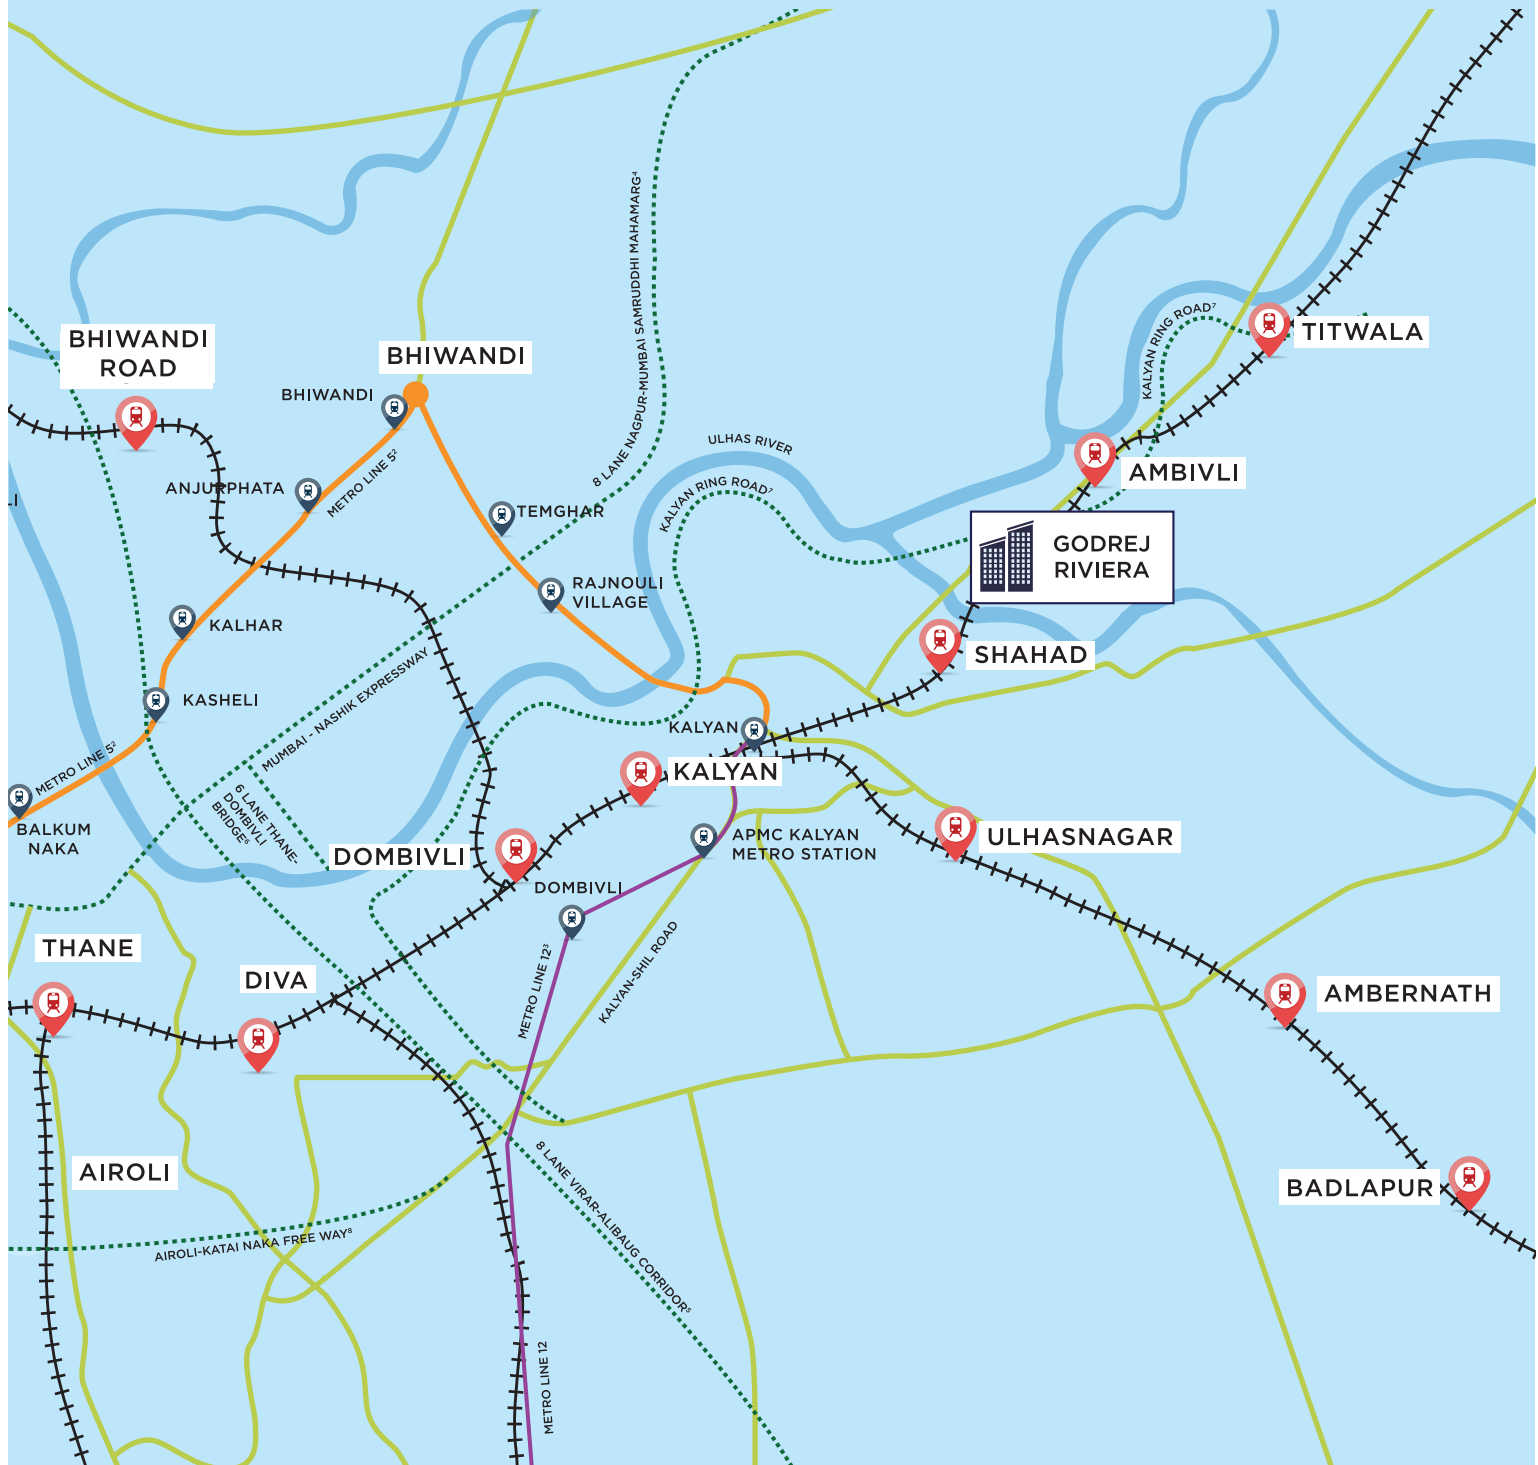 8 LANE NAGPUR-MUMBAI SAMRUDDHI MAHAMARG⁴
KALYAN RING ROAD⁷
TITWALA
BHIWANDI
ROAD
BHIWANDI
BHIWANDI
METRO LINE 5²
ANJURPHATA
TEMGHAR
ULHAS RIVER
KALYAN RING ROAD⁷
AMBIVLI
LI
GODREJ
RIVIERA
RAJNOULI
VILLAGE
KALHAR
SHAHAD
MUMBAI - NASHIK EXPRESSWAY
KASHELI
KALYAN
METRO LINE 5²
KALYAN
6 LANE THANE-
DOMBIVLI
BRIDGE⁶
BALKUM
NAKA
APMC KALYAN
METRO STATION
ULHASNAGAR
DOMBIVLI
DOMBIVLI
THANE
DIVA
METRO LINE 12³
KALYAN-SHIL ROAD
AMBERNATH
AIROLI
BADLAPUR
8 LANE VIRAR-ALIBAUG CORRIDOR⁵
AIROLI-KATAI NAKA FREE WAY⁸
METRO LINE 12